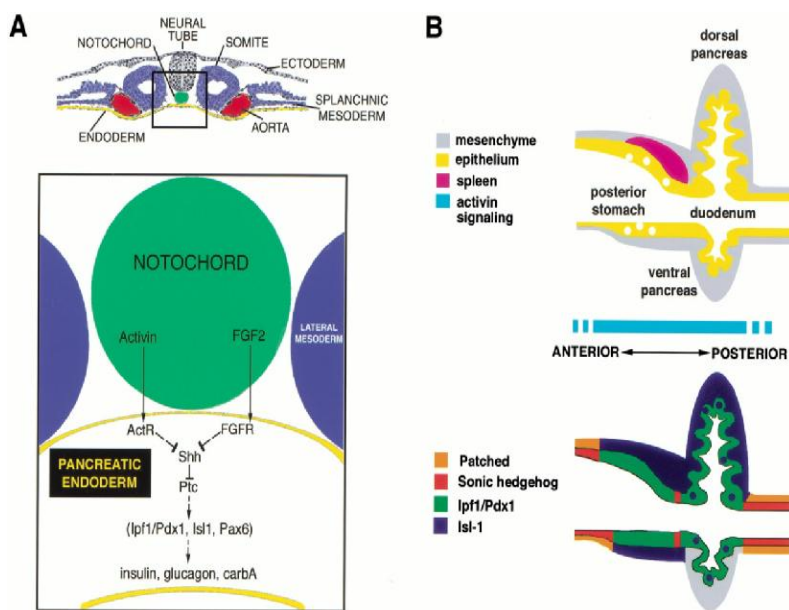 A
NEURAL
TUBE
NOTOCHORD
SOMITE
ECTODERM
SPLANCHNIC
MESODERM
ENDODERM
AORTA
NOTOCHORD
LATERAL
MESODERM
Activin
FGF2
ActR
FGFR
Shh
PANCREATIC
ENDODERM
Ptc
(Ipf1/Pdx1, Isl1, Pax6)
insulin, glucagon, carbA
B
dorsal
pancreas
mesenchyme
epithelium
spleen
activin
signaling
posterior
stomach
duodenum
ventral
pancreas
ANTERIOR
POSTERIOR
Patched
Sonic hedgehog
Ipf1/Pdx1
Isl-1